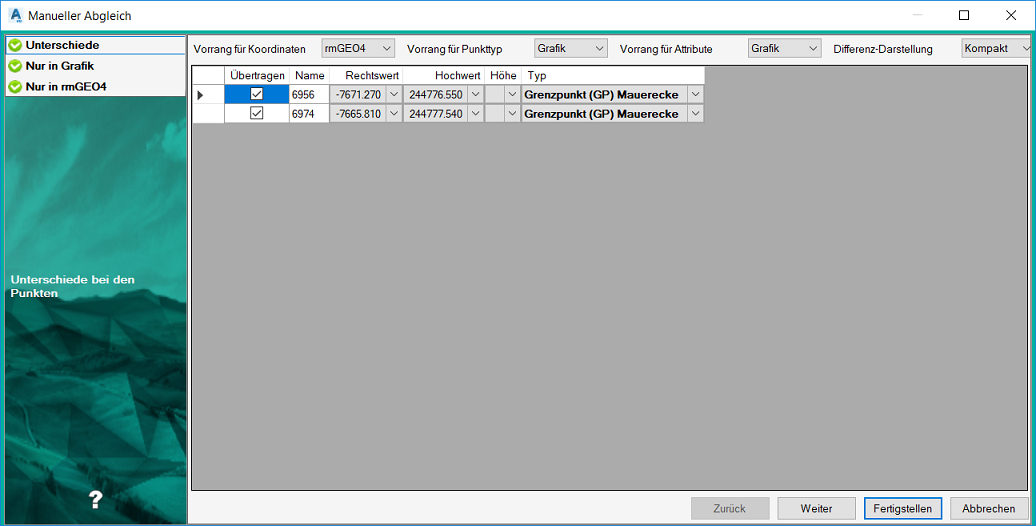 Manueller Abgleich
Unterschiede
Nur in Grafik
Nur in rmGEO4
Unterschiede bei den
Punkten
?
Vorrang für Koordinaten rmGEO4 Vorrang für Punkttyp Grafik Vorrang für Attribute Grafik Differenz-Darstellung Kompakt
Übertragen Name Rechtswert Hochwert Höhe Typ
6956 -7671.270 244776.550 Grenzpunkt (GP) Mauerecke
6974 -7665.810 244777.540 Grenzpunkt (GP) Mauerecke
Zurück Weiter Fertigstellen Abbrechen